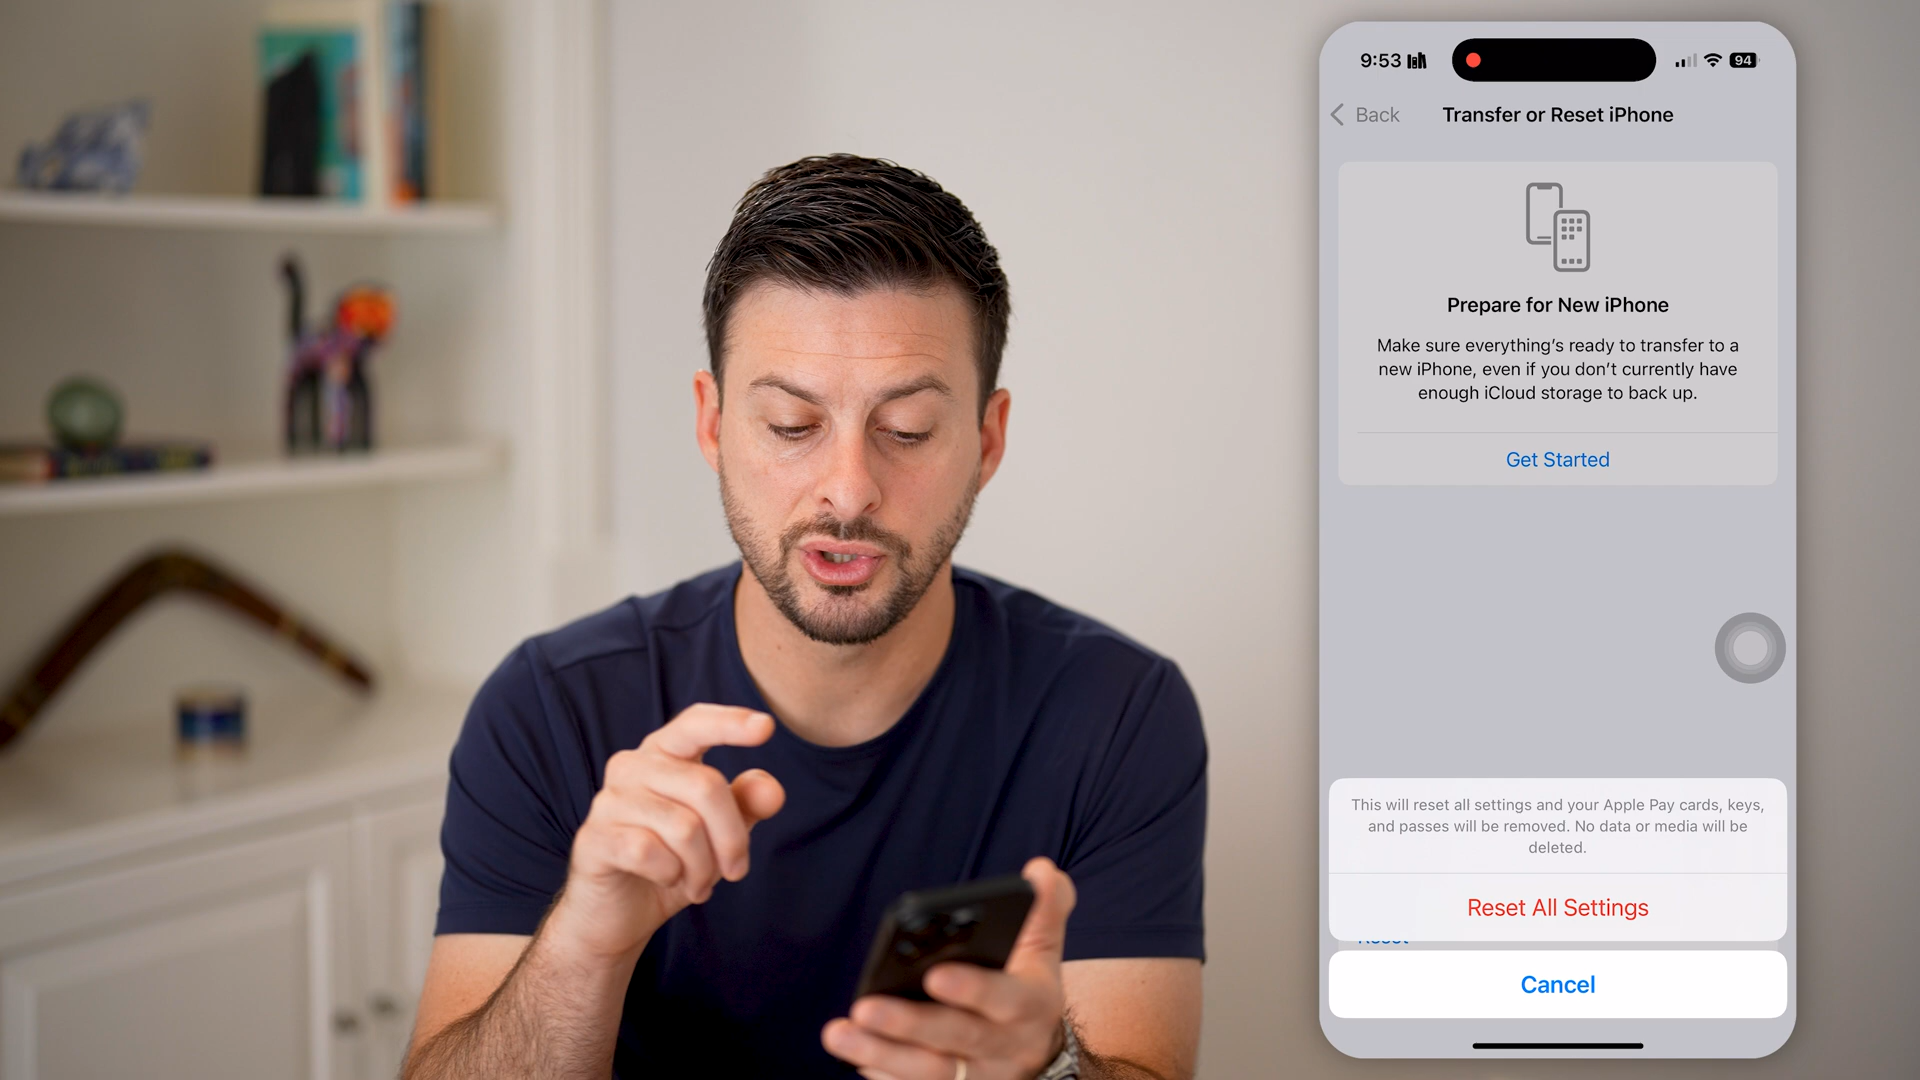 9:53
94
Back
Transfer or Reset iPhone
Prepare for New iPhone
Make sure everything’s ready to transfer to a
new iPhone, even if you don’t currently have
enough iCloud storage to back up.
Get Started
This will reset all settings and your Apple Pay cards, keys,
and passes will be removed. No data or media will be
deleted.
Reset All Settings
Reset
Cancel